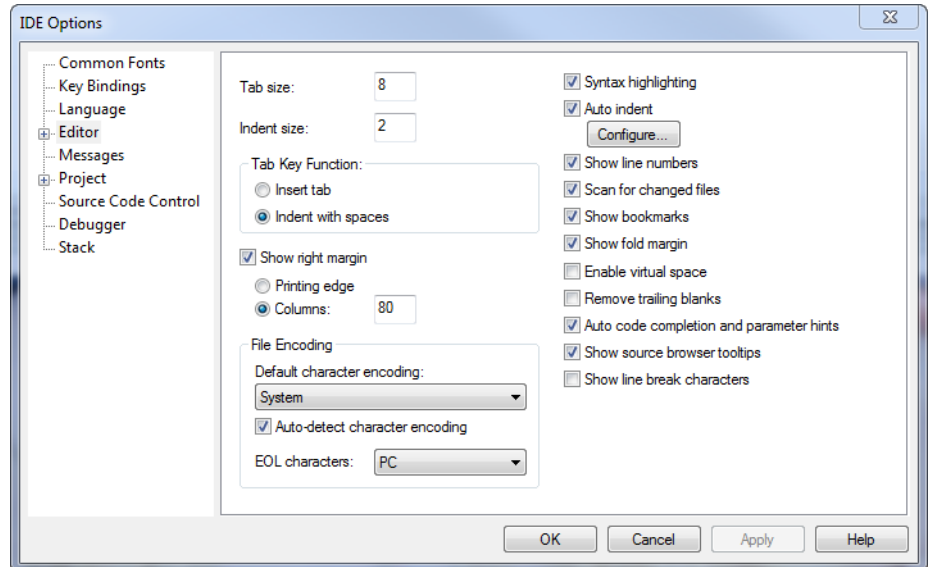 IDE Options
Common Fonts
Key Bindings
Language
Editor
Messages
Project
Source Code Control
Debugger
Stack
Tab size: 8
Indent size: 2
Tab Key Function:
Insert tab
Indent with spaces
Show right margin
Printing edge
Columns: 80
File Encoding
Default character encoding:
System
Auto-detect character encoding
EOL characters: PC
Syntax highlighting
Auto indent
Configure...
Show line numbers
Scan for changed files
Show bookmarks
Show fold margin
Enable virtual space
Remove trailing blanks
Auto code completion and parameter hints
Show source browser tooltips
Show line break characters
OK Cancel Apply Help